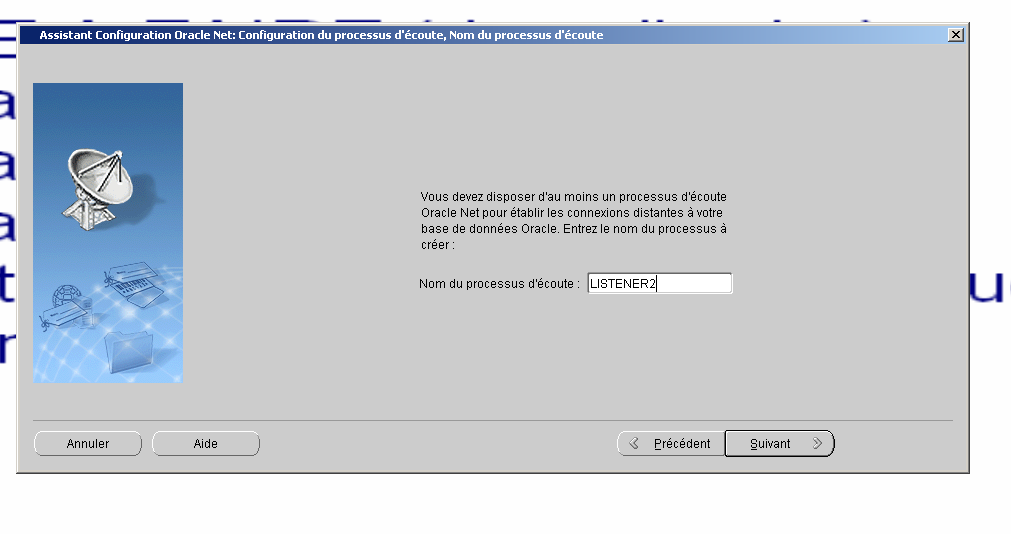 Assistant Configuration Oracle Net: Configuration du processus d'écoute, Nom du processus d'écoute
Vous devez disposer d'au moins un processus d'écoute
Oracle Net pour établir les connexions distantes à votre
base de données Oracle. Entrez le nom du processus à
créer :
Nom du processus d'écoute : LISTENER2
Annuler Aide Précédent Suivant